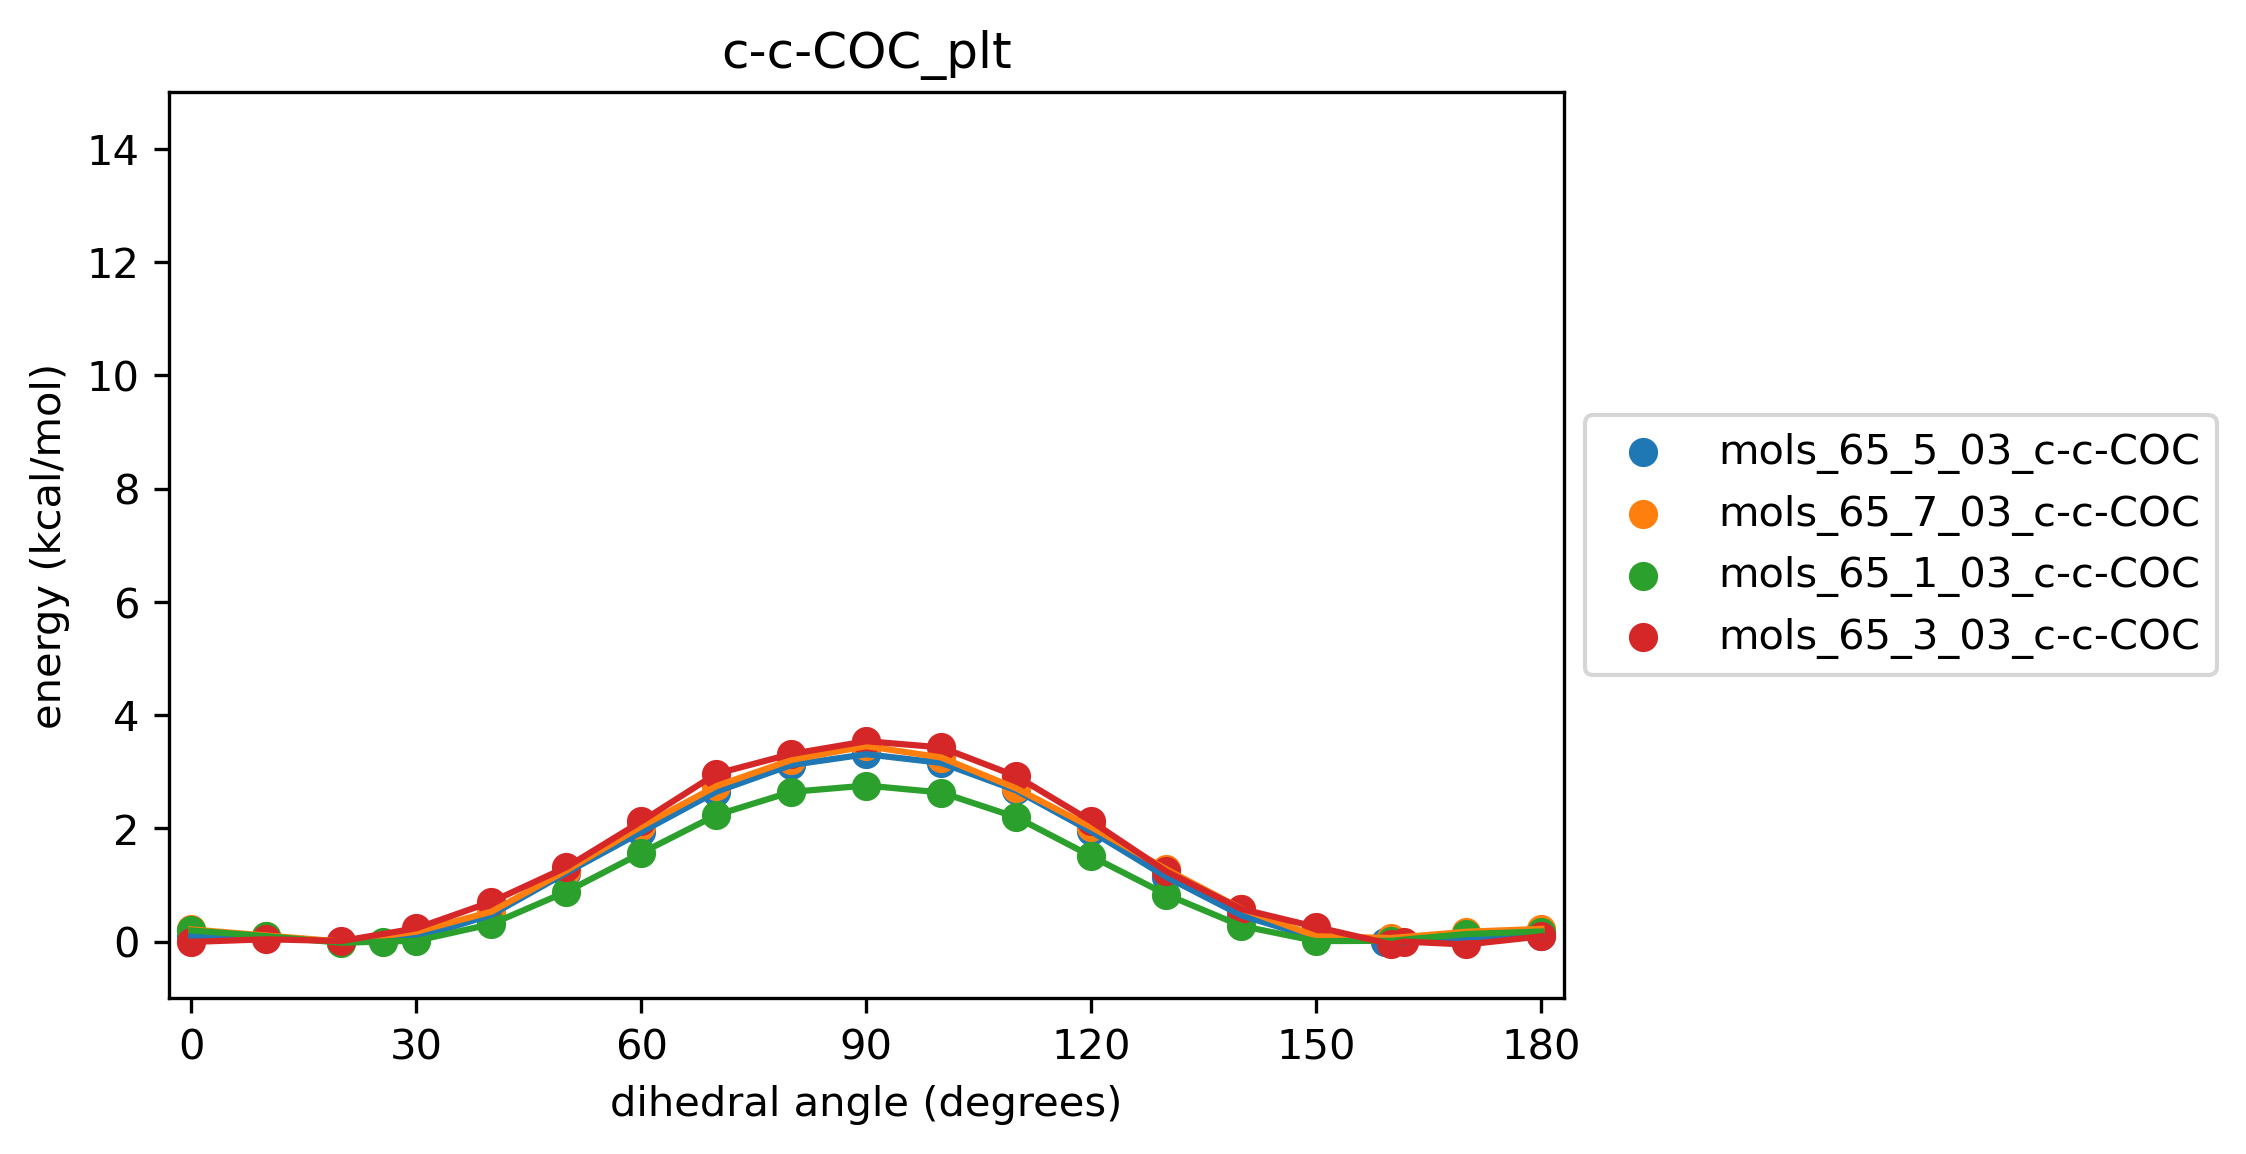 c-c-COC_plt
14
12
10
8
6
4
2
0
energy (kcal/mol)
0 30 60 90 120 150 180
dihedral angle (degrees)
mols_65_5_03_c-c-COC
mols_65_7_03_c-c-COC
mols_65_1_03_c-c-COC
mols_65_3_03_c-c-COC